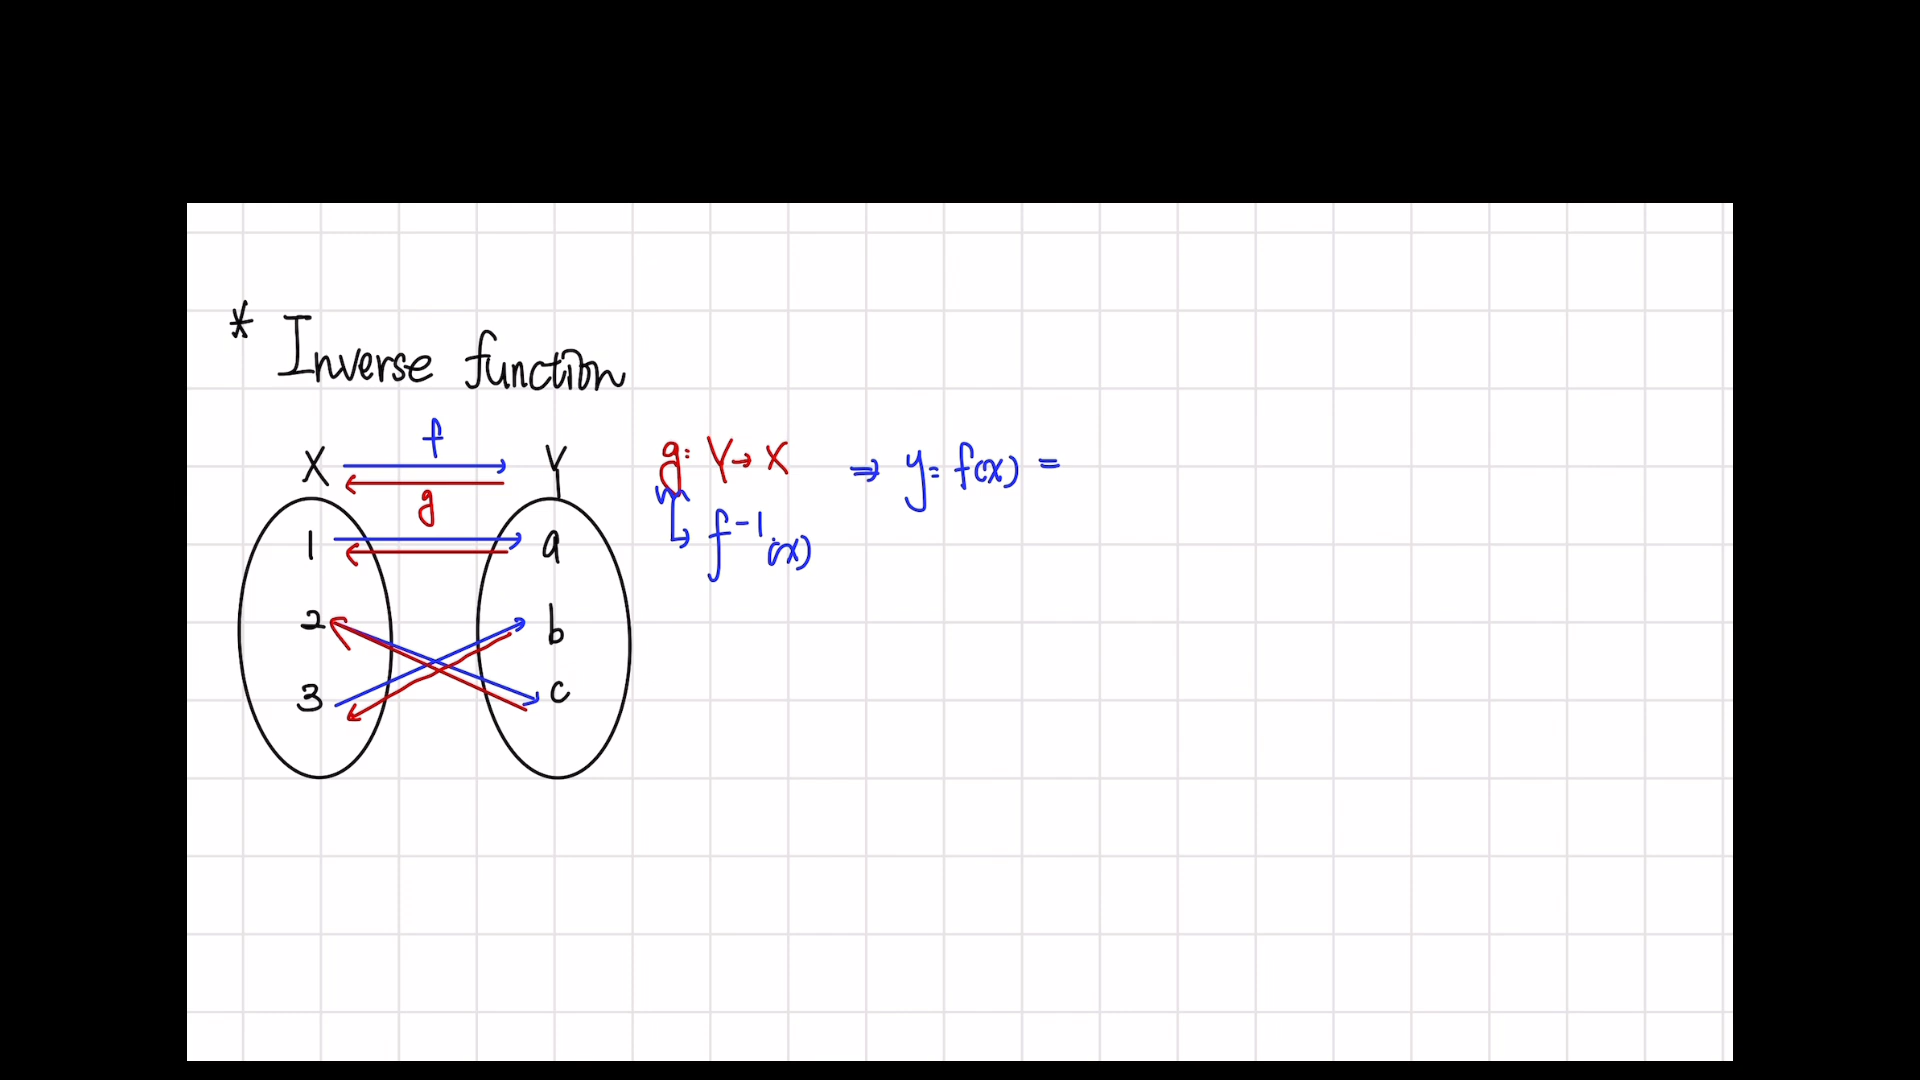 * Inverse function
f
X Y g: Y→X ⇒ y = f(x) =
g
1 a ↳ f⁻¹(x)
2 b
3 c